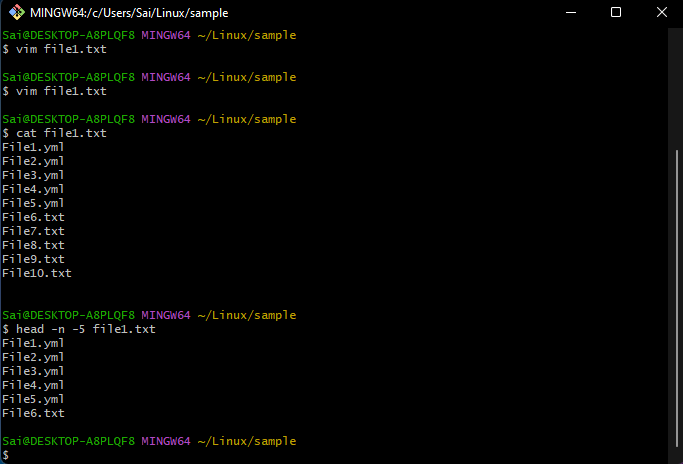 MINGW64:/c/Users/Sai/Linux/sample
Sai@DESKTOP-A8PLQF8 MINGW64 ~/Linux/sample
$ vim file1.txt
Sai@DESKTOP-A8PLQF8 MINGW64 ~/Linux/sample
$ vim file1.txt
Sai@DESKTOP-A8PLQF8 MINGW64 ~/Linux/sample
$ cat file1.txt
File1.yml
File2.yml
File3.yml
File4.yml
File5.yml
File6.txt
File7.txt
File8.txt
File9.txt
File10.txt
Sai@DESKTOP-A8PLQF8 MINGW64 ~/Linux/sample
$ head -n -5 file1.txt
File1.yml
File2.yml
File3.yml
File4.yml
File5.yml
File6.txt
Sai@DESKTOP-A8PLQF8 MINGW64 ~/Linux/sample
$